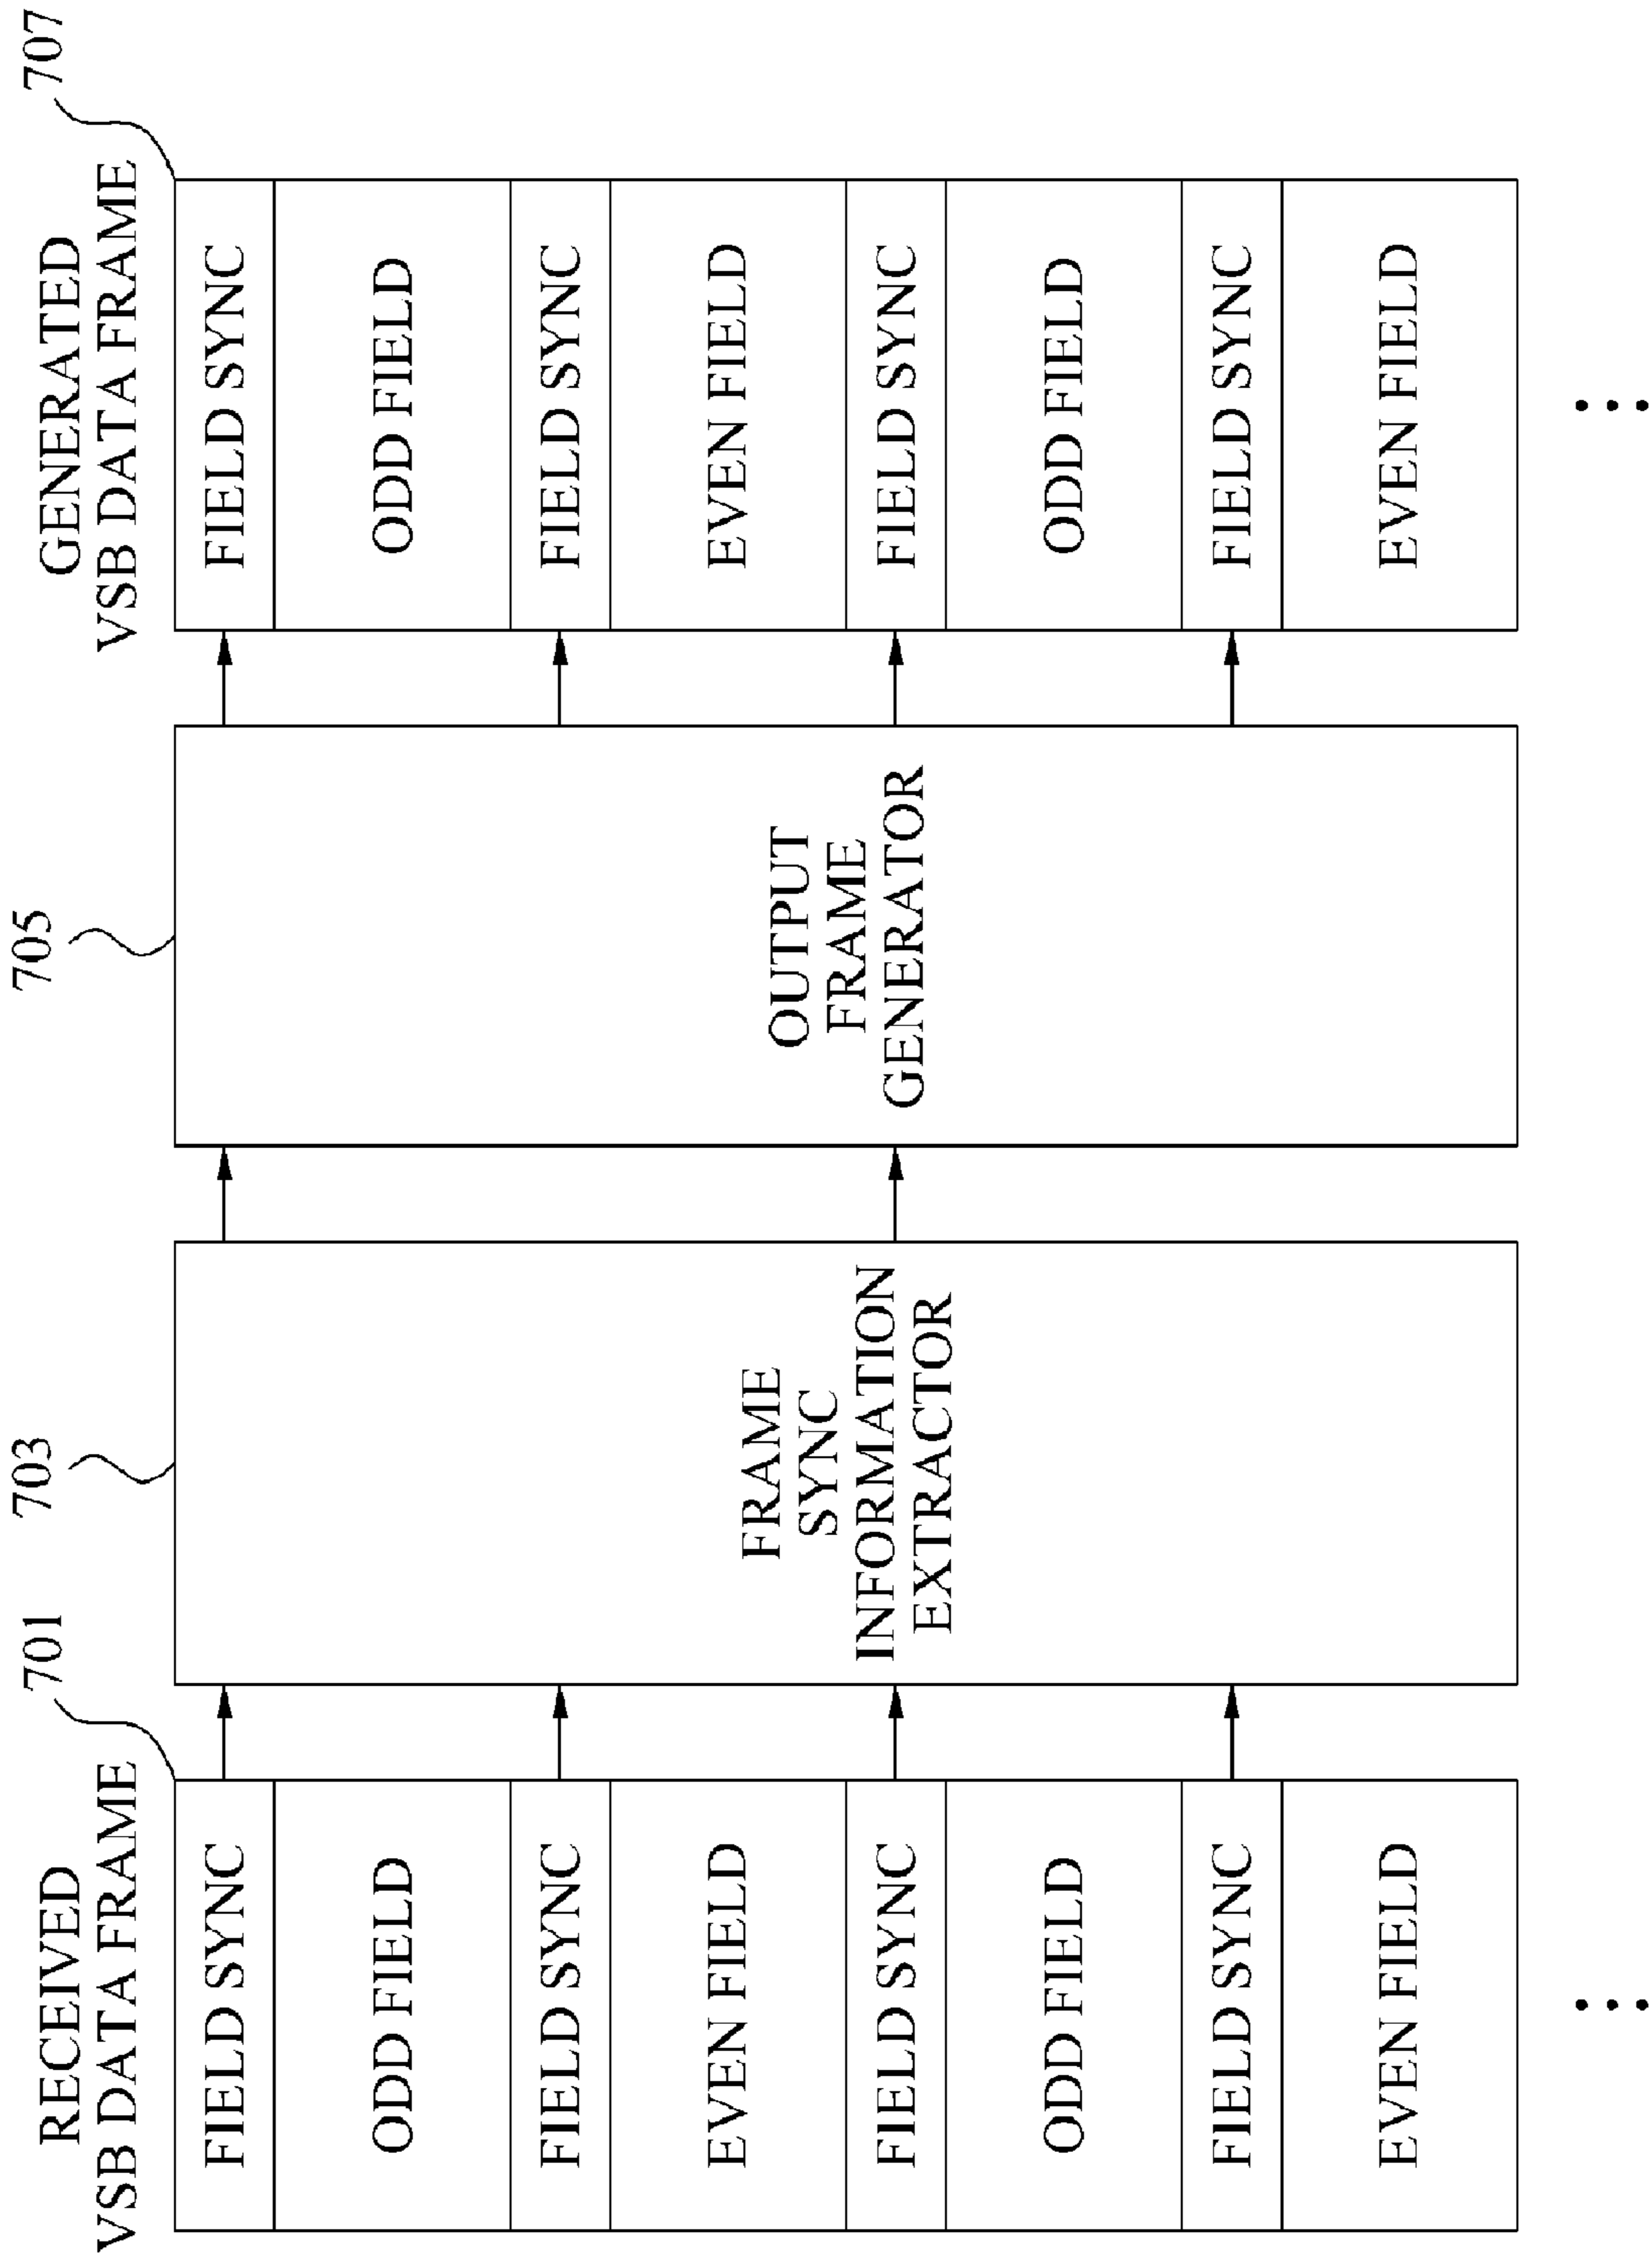 RECEIVED
VSB DATA FRAME
701
FIELD SYNC
ODD FIELD
FIELD SYNC
EVEN FIELD
FIELD SYNC
ODD FIELD
FIELD SYNC
EVEN FIELD
703
FRAME
SYNC
INFORMATION
EXTRACTOR
705
OUTPUT
FRAME
GENERATOR
GENERATED
VSB DATA FRAME
707
FIELD SYNC
ODD FIELD
FIELD SYNC
EVEN FIELD
FIELD SYNC
ODD FIELD
FIELD SYNC
EVEN FIELD